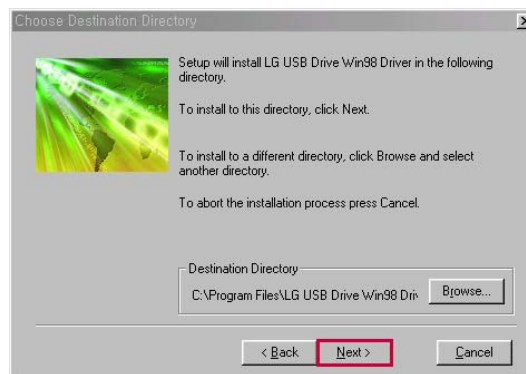 Choose Destination Directory
Setup will install LG USB Drive Win98 Driver in the following
directory.
To install to this directory, click Next.
To install to a different directory, click Browse and select
another directory.
To abort the installation process press Cancel.
Destination Directory
C:\Program Files\LG USB Drive Win98 Driv
Browse...
< Back
Next >
Cancel